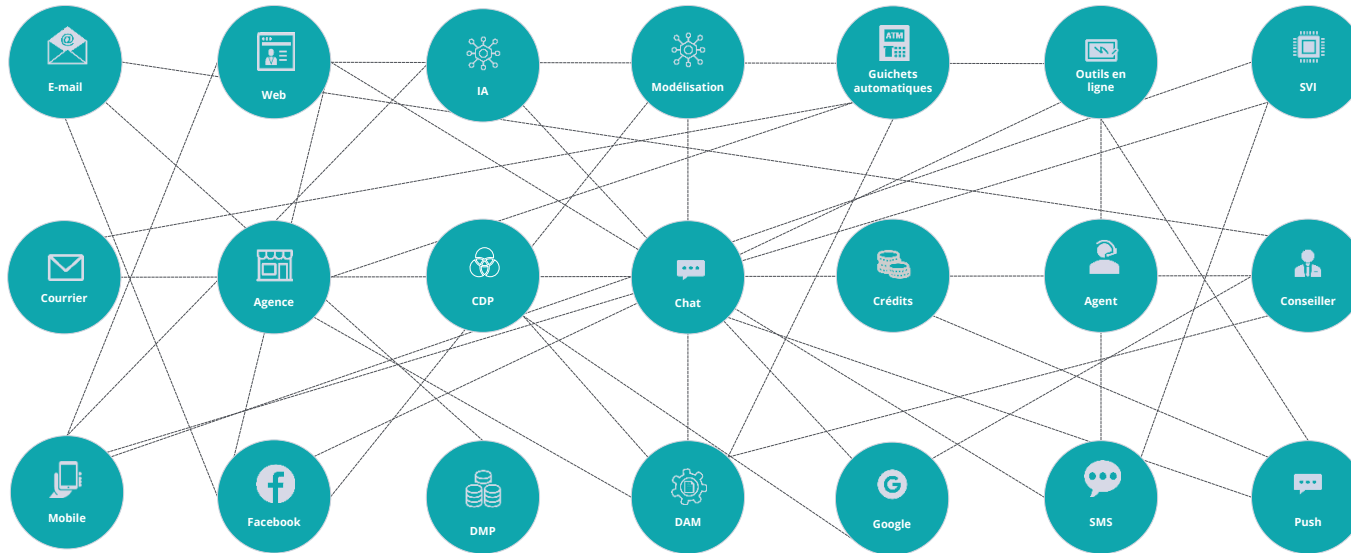 E-mail
Web
IA
Modélisation
ATM
Guichets
automatiques
Outils en
ligne
SVI
Courrier
Agence
CDP
Chat
Crédits
Agent
Conseiller
Mobile
Facebook
DMP
DAM
Google
SMS
Push